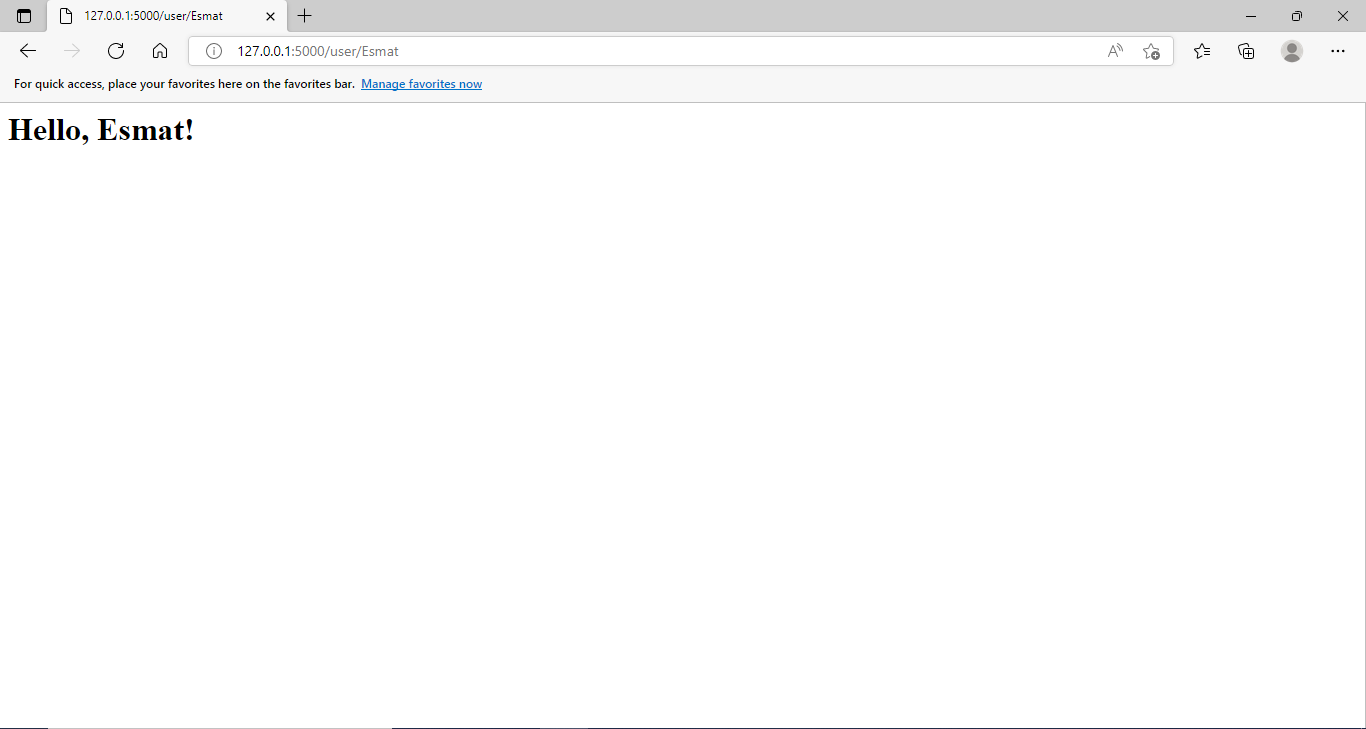 127.0.0.1:5000/user/Esmat
127.0.0.1:5000/user/Esmat
For quick access, place your favorites here on the favorites bar. Manage favorites now
Hello, Esmat!